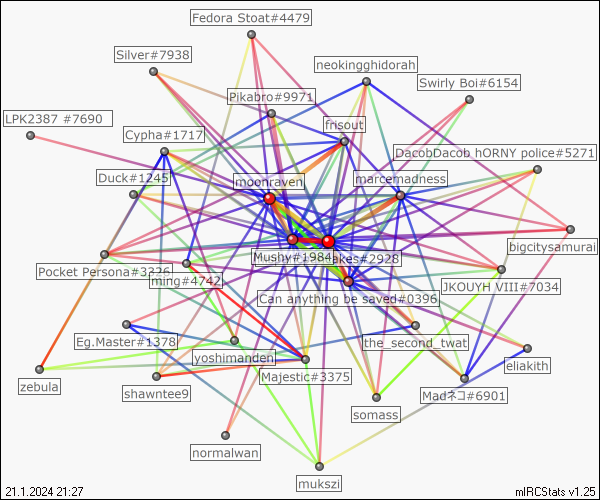 Fedora Stoat#4479
Silver#7938
neokingghidorah
Swirly Boi#6154
Pikabro#9971
LPK2387 #7690
frisout
Cypha#1717
DacobDacob hORNY police#5271
Duck#1245
moonraven
marcemadness
bigcitysamurai
Mushy#1984
akes#2928
Pocket Persona#3326
ming#4742
JKOUYH VIII#7034
Can anything be saved#0396
Eg.Master#1378
the_second_twat
yoshimanden
eliakith
Majestic#3375
zebula
shawntee9
Madネコ#6901
somass
normalwan
mukszi
21.1.2024 21:27
mIRCStats v1.25